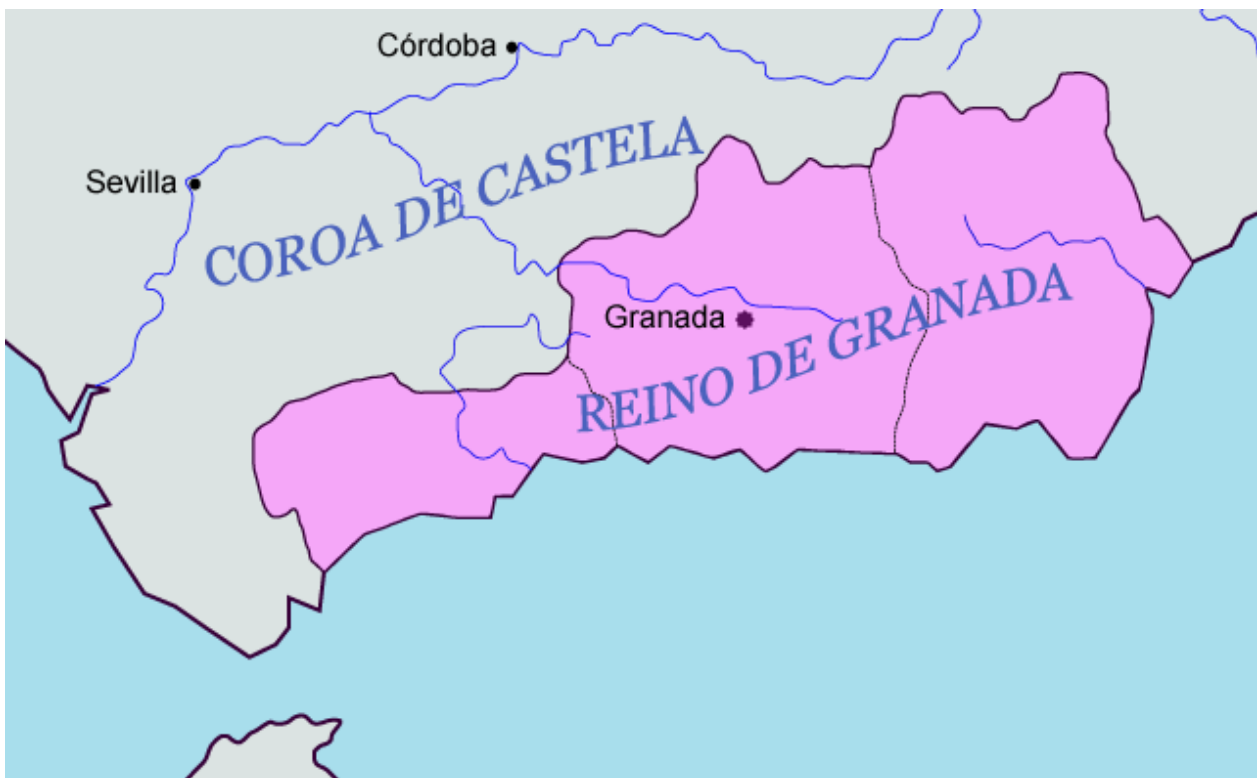 Córdoba
Sevilla
COROA DE CASTELA
Granada
REINO DE GRANADA